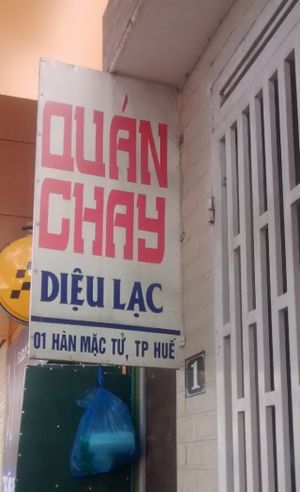 QUÁN
CHAY
DIỆU LẠC
01 HÀN MẶC TỬ, TP HUẾ
1